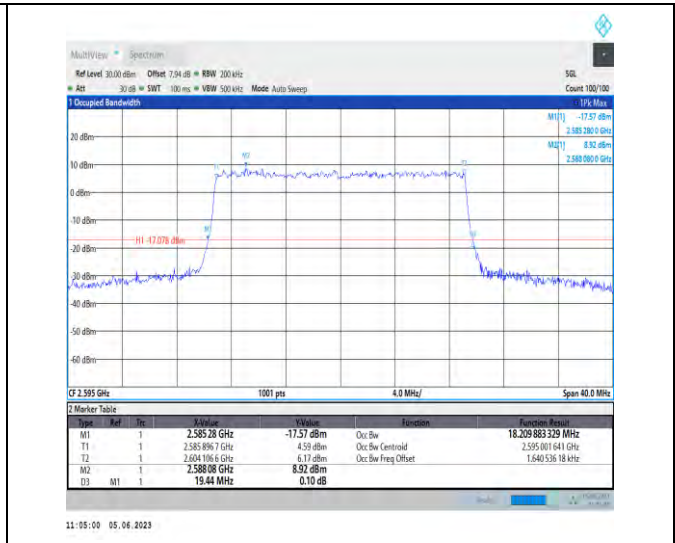 MultiView Spectrum
Ref Level 30.00 dBm Offset 7.94 dB RBW 200 kHz SGL
Att 30 dB SWT 100 ms VBW 500 kHz Mode Auto Sweep Count 100/100
1 Occupied Bandwidth 1Pk Max
M1[1] -17.57 dBm
2.585 280 0 GHz
M2[1] 8.92 dBm
2.588 080 0 GHz
20 dBm
10 dBm
0 dBm
-10 dBm
-20 dBm
-30 dBm
-40 dBm
-50 dBm
-60 dBm
M2
T1
M1
H1 -17.078 dBm
CF 2.595 GHz 1001 pts 4.0 MHz/ Span 40.0 MHz
2 Marker Table
Type Ref Trc X-Value Y-Value Function Function Result
M1 1 2.585 28 GHz -17.57 dBm Occ Bw 18.209 883 329 MHz
T1 1 2.585 896 7 GHz 4.59 dBm Occ Bw Centroid 2.595 001 641 GHz
T2 1 2.604 106 6 GHz 6.17 dBm Occ Bw Freq Offset 1.640 536 18 kHz
M2 1 2.588 08 GHz 8.92 dBm
D3 M1 1 19.44 MHz 0.10 dB
11:05:00 05.06.2023